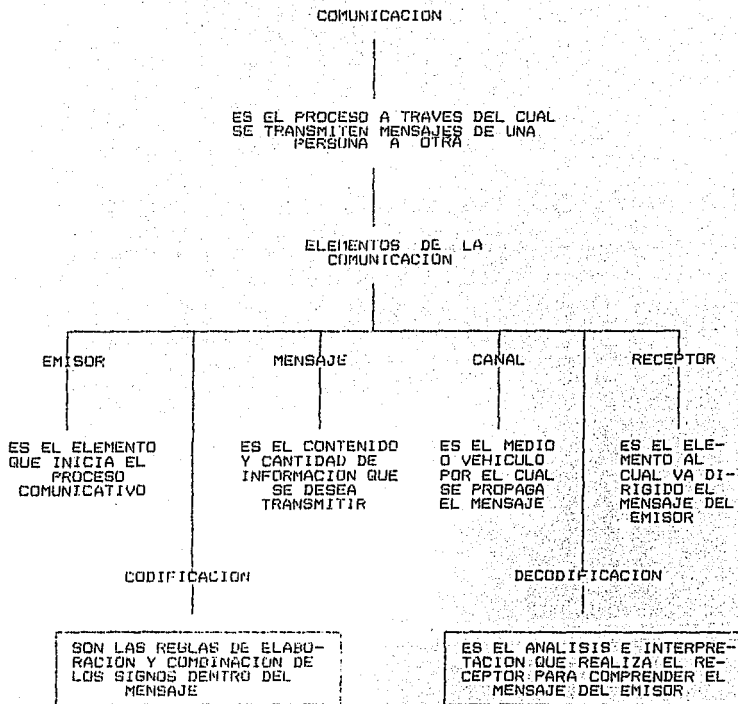 COMUNICACION
ES EL PROCESO A TRAVES DEL CUAL
SE TRANSMITEN MENSAJES DE UNA
PERSONA A OTRA
ELEMENTOS DE LA
COMUNICACION
EMISOR
MENSAJE
CANAL
RECEPTOR
ES EL ELEMENTO
QUE INICIA EL
PROCESO
COMUNICATIVO
ES EL CONTENIDO
Y CANTIDAD DE
INFORMACION QUE
SE DESEA
TRANSMITIR
ES EL MEDIO
O VEHICULO
POR EL CUAL
SE PROPAGA
EL MENSAJE
ES EL ELE-
MENTO AL
CUAL VA DI-
RIGIDO EL
MENSAJE DEL
EMISOR
CODIFICACION
DECODIFICACION
SON LAS REGLAS DE ELABO-
RACION Y COMBINACION DE
LOS SIGNOS DENTRO DEL
MENSAJE
ES EL ANALISIS E INTERPRE-
TACION QUE REALIZA EL RE-
CEPTOR PARA COMPRENDER EL
MENSAJE DEL EMISOR